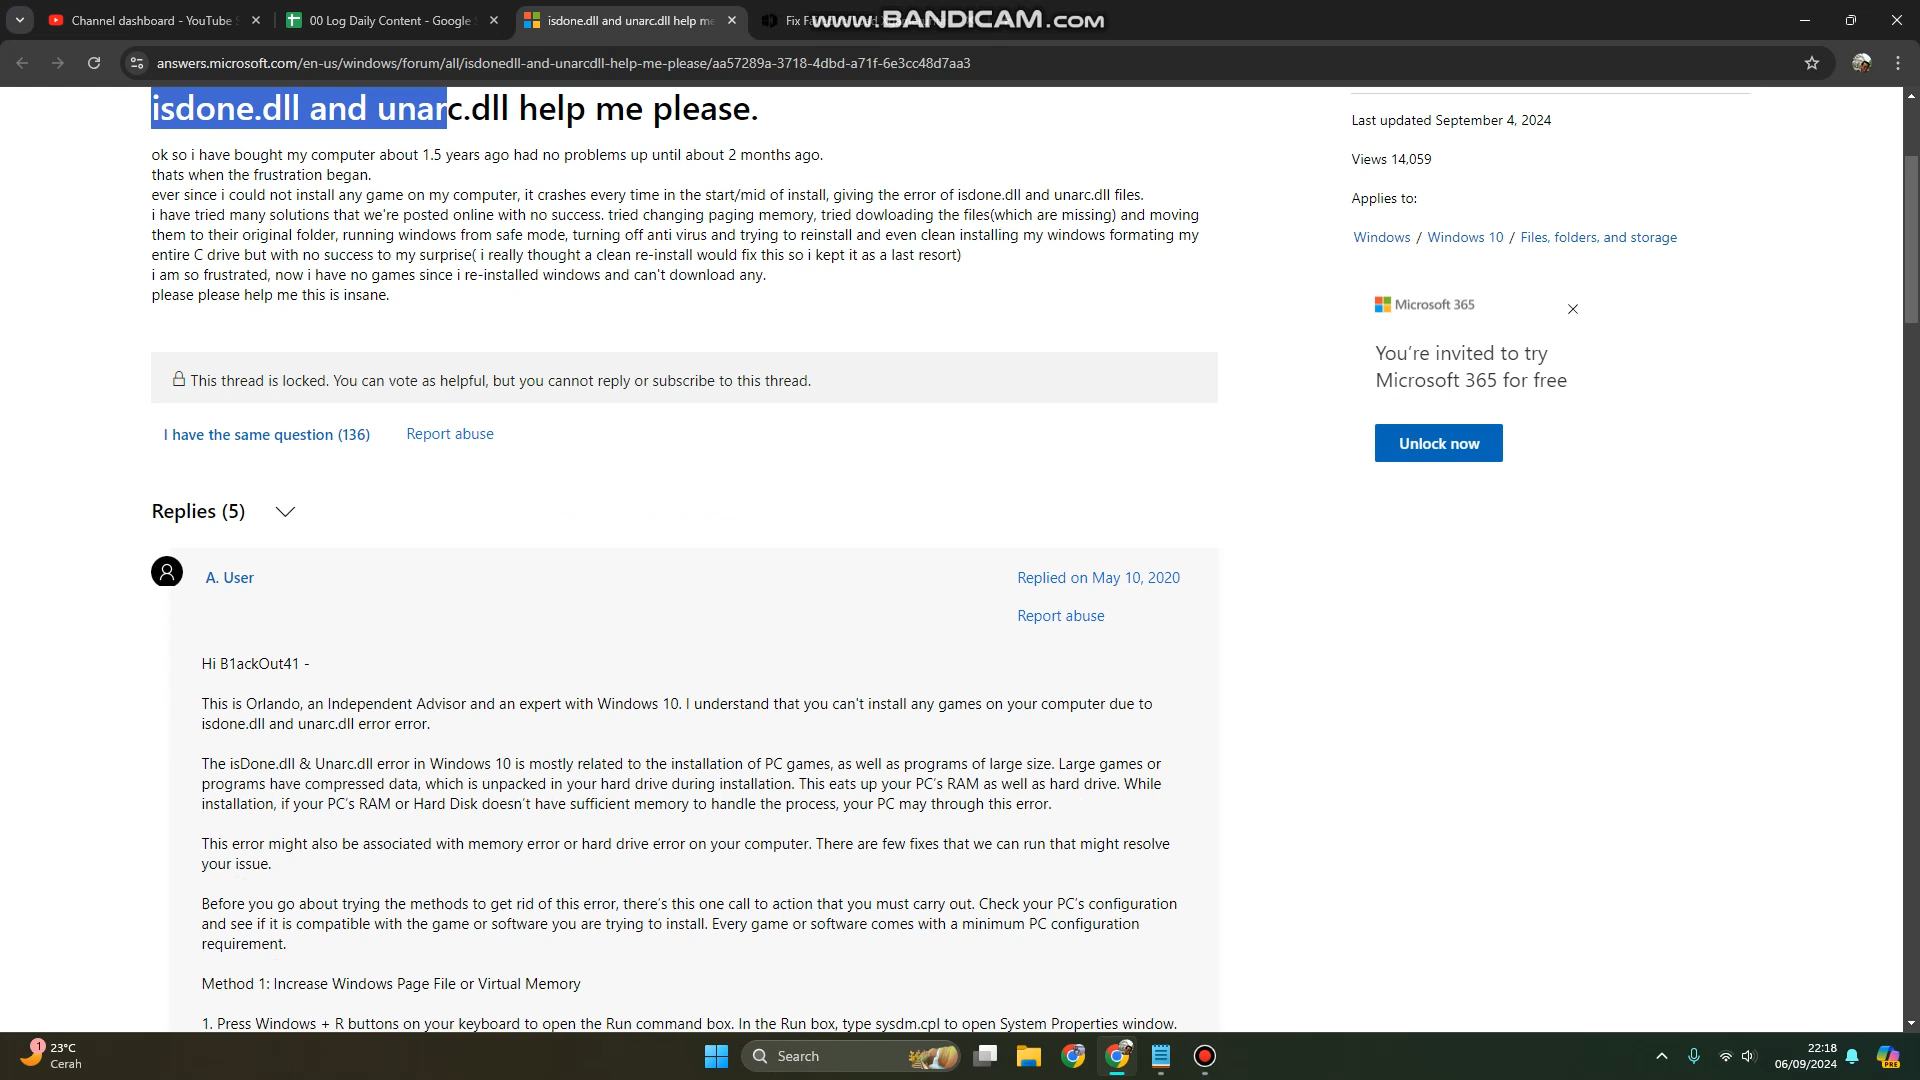 Channel dashboard - YouTube S
00 Log Daily Content - Google S
isdone.dll and unarc.dll help me
www.BANDICAM.com
answers.microsoft.com/en-us/windows/forum/all/isdonedll-and-unarcdll-help-me-please/aa57289a-3718-4dbd-a71f-6e3cc48d7aa3
isdone.dll and unarc.dll help me please.
ok so i have bought my computer about 1.5 years ago had no problems up until about 2 months ago.
thats when the frustration began.
ever since i could not install any game on my computer, it crashes every time in the start/mid of install, giving the error of isdone.dll and unarc.dll files.
i have tried many solutions that we're posted online with no success. tried changing paging memory, tried dowloading the files(which are missing) and moving
them to their original folder, running windows from safe mode, turning off anti virus and trying to reinstall and even clean installing my windows formating my
entire C drive but with no success to my surprise( i really thought a clean re-install would fix this so i kept it as a last resort)
i am so frustrated, now i have no games since i re-installed windows and can't download any.
please please help me this is insane.
This thread is locked. You can vote as helpful, but you cannot reply or subscribe to this thread.
I have the same question (136)
Report abuse
Last updated September 4, 2024
Views 14,059
Applies to:
Windows / Windows 10 / Files, folders, and storage
Microsoft 365
You're invited to try
Microsoft 365 for free
Unlock now
Replies (5)
A. User
Replied on May 10, 2020
Report abuse
Hi B1ackOut41 -
This is Orlando, an Independent Advisor and an expert with Windows 10. I understand that you can't install any games on your computer due to
isdone.dll and unarc.dll error error.
The isDone.dll & Unarc.dll error in Windows 10 is mostly related to the installation of PC games, as well as programs of large size. Large games or
programs have compressed data, which is unpacked in your hard drive during installation. This eats up your PC's RAM as well as hard drive. While
installation, if your PC's RAM or Hard Disk doesn't have sufficient memory to handle the process, your PC may through this error.
This error might also be associated with memory error or hard drive error on your computer. There are few fixes that we can run that might resolve
your issue.
Before you go about trying the methods to get rid of this error, there's this one call to action that you must carry out. Check your PC's configuration
and see if it is compatible with the game or software you are trying to install. Every game or software comes with a minimum PC configuration
requirement.
Method 1: Increase Windows Page File or Virtual Memory
1. Press Windows + R buttons on your keyboard to open the Run command box. In the Run box, type sysdm.cpl to open System Properties window.
1
23°C
Cerah
Search
22:18
06/09/2024
PRE